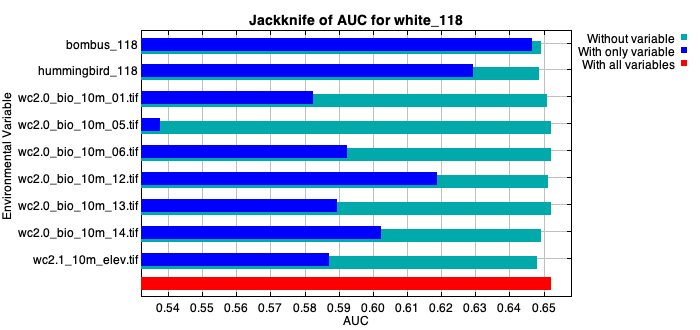 Jackknife of AUC for white_118
Without variable
With only variable
With all variables
Environmental Variable
bombus_118
hummingbird_118
wc2.0_bio_10m_01.tif
wc2.0_bio_10m_05.tif
wc2.0_bio_10m_06.tif
wc2.0_bio_10m_12.tif
wc2.0_bio_10m_13.tif
wc2.0_bio_10m_14.tif
wc2.1_10m_elev.tif
0.54 0.55 0.56 0.57 0.58 0.59 0.60 0.61 0.62 0.63 0.64 0.65
AUC